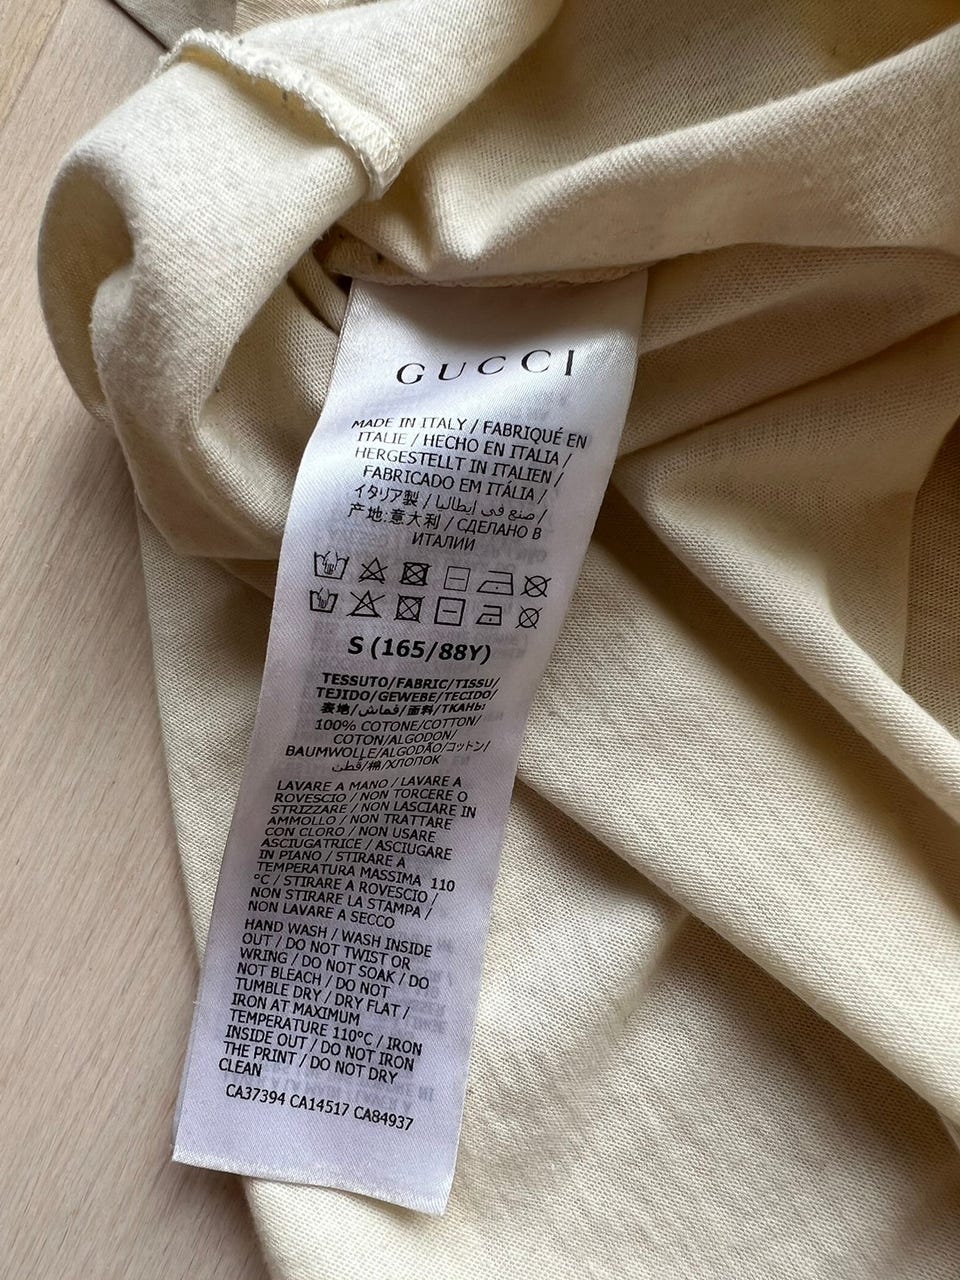 GUCCI
MADE IN ITALY / FABRIQUÉ EN
ITALIE / HECHO EN ITALIA /
HERGESTELLT IN ITALIEN /
FABRICADO EM ITÁLIA /
イタリア製 / صنع في إيطاليا /
产地:意大利 / СДЕЛАНО В
ИТАЛИИ
S (165/88Y)
TESSUTO/FABRIC/TISSU/
TEJIDO/GEWEBE/TECIDO/
表地/قماش/面料/ТКАНЬ:
100% COTONE/COTTON/
COTON/ALGODON/
BAUMWOLLE/ALGODÃO/コットン/
قطن/棉/ХЛОПОК
LAVARE A MANO / LAVARE A
ROVESCIO / NON TORCERE O
STRIZZARE / NON LASCIARE IN
AMMOLLO / NON TRATTARE
CON CLORO / NON USARE
ASCIUGATRICE / ASCIUGARE
IN PIANO / STIRARE A
TEMPERATURA MASSIMA 110
°C / STIRARE A ROVESCIO /
NON STIRARE LA STAMPA /
NON LAVARE A SECCO
HAND WASH / WASH INSIDE
OUT / DO NOT TWIST OR
WRING / DO NOT SOAK / DO
NOT BLEACH / DO NOT
TUMBLE DRY / DRY FLAT /
IRON AT MAXIMUM
TEMPERATURE 110°C / IRON
INSIDE OUT / DO NOT IRON
THE PRINT / DO NOT DRY
CLEAN
CA37394 CA14517 CA84937